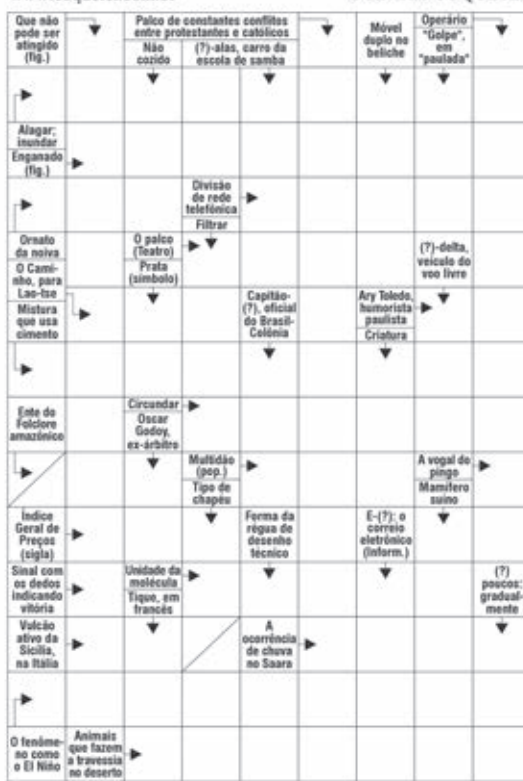 Que não
pode ser
atingido
(fig.)
Palco de constantes conflitos
entre protestantes e católicos
Não
cozido
(?)-alas, carro da
escola de samba
Móvel
duplo no
beliche
Operário
"Golpe",
em
"paulada"
Alagar;
inundar
Enganado
(fig.)
Divisão
de rede
telefônica
Filtrar
Ornato
da noiva
O Cami-
nho, para
Lao-tse
Mistura
que usa
cimento
O palco
(Teatro)
Prata
(símbolo)
(?)-delta,
veículo do
voo livre
Capitão-
(?), oficial
do Brasil-
Colônia
Ary Toledo,
humorista
paulista
Criatura
Ente do
Folclore
amazônico
Circundar
Oscar
Godoy,
ex-árbitro
Multidão
(pop.)
Tipo de
chapéu
A vogal do
pingo
Mamífero
suíno
Índice
Geral de
Preços
(sigla)
Forma da
régua de
desenho
técnico
E-(?): o
correio
eletrônico
(Inform.)
Sinal com
os dedos
indicando
vitória
Unidade da
molécula
Tique, em
francês
(?)
poucos:
gradual-
mente
Vulcão
ativo da
Sicília,
na Itália
A
ocorrência
de chuva
no Saara
O fenôme-
no como
o El Niño
Animais
que fazem
a travessia
no deserto